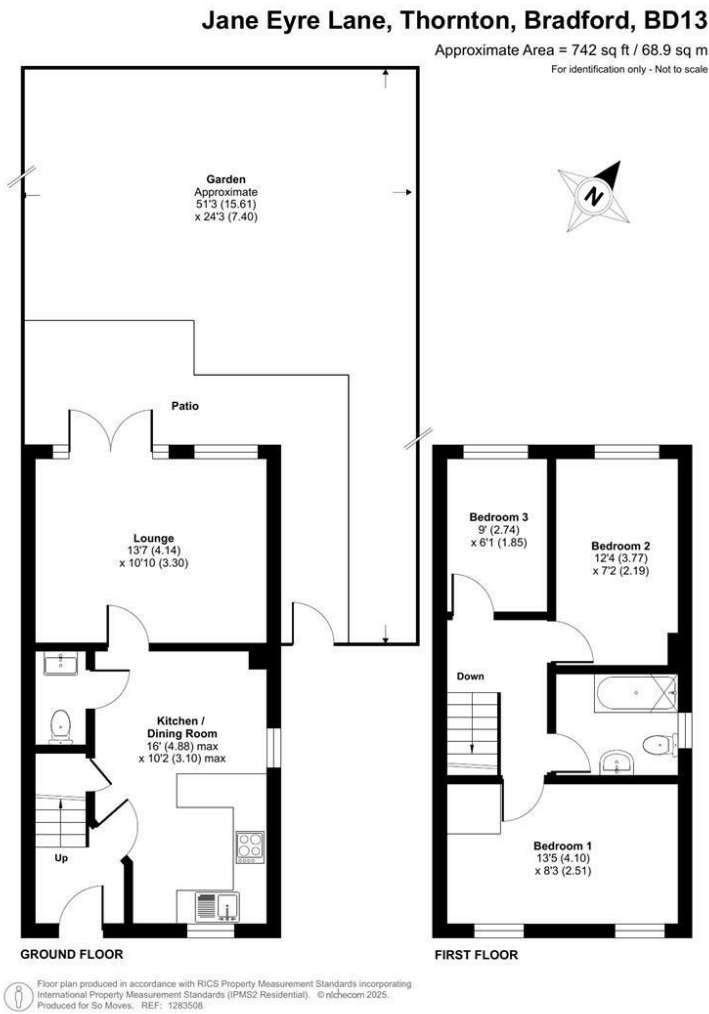 Jane Eyre Lane, Thornton, Bradford, BD13
Approximate Area = 742 sq ft / 68.9 sq m
For identification only - Not to scale
Garden
Approximate
51'3 (15.61)
x 24'3 (7.40)
N
Patio
Lounge
13'7 (4.14)
x 10'10 (3.30)
Kitchen /
Dining Room
16' (4.88) max
x 10'2 (3.10) max
Up
GROUND FLOOR
Bedroom 3
9' (2.74)
x 6'1 (1.85)
Bedroom 2
12'4 (3.77)
x 7'2 (2.19)
Down
Bedroom 1
13'5 (4.10)
x 8'3 (2.51)
FIRST FLOOR
Floor plan produced in accordance with RICS Property Measurement Standards incorporating
International Property Measurement Standards (IPMS2 Residential). © nichecom 2025.
Produced for So Moves. REF: 1283508